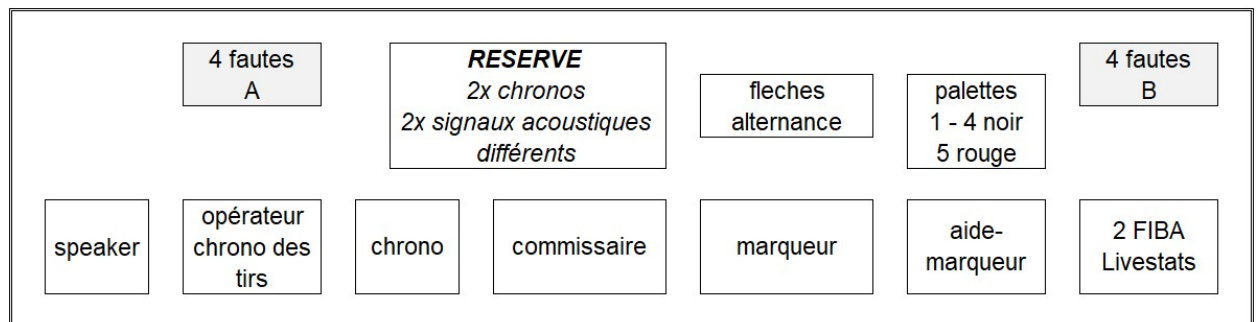 4 fautes
A
RESERVE
2x chronos
2x signaux acoustiques
différents
fleches
alternance
palettes
1 - 4 noir
5 rouge
4 fautes
B
speaker
opérateur
chrono des
tirs
chrono
commissaire
marqueur
aide-
marqueur
2 FIBA
Livestats